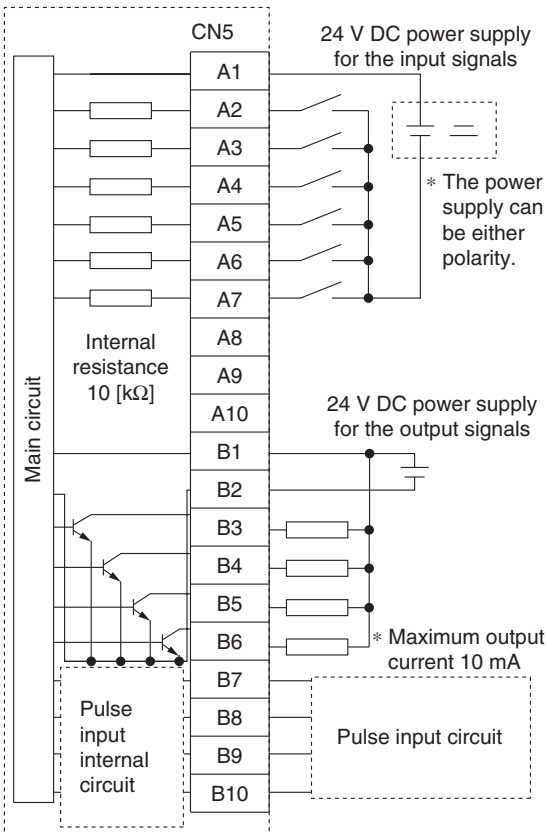 CN5
24 V DC power supply
for the input signals
A1
A2
A3
A4
A5
A6
A7
A8
A9
A10
B1
B2
B3
B4
B5
B6
B7
B8
B9
B10
* The power
supply can
be either
polarity.
Internal
resistance
10 [kΩ]
Main circuit
24 V DC power supply
for the output signals
* Maximum output
current 10 mA
Pulse
input
internal
circuit
Pulse input circuit